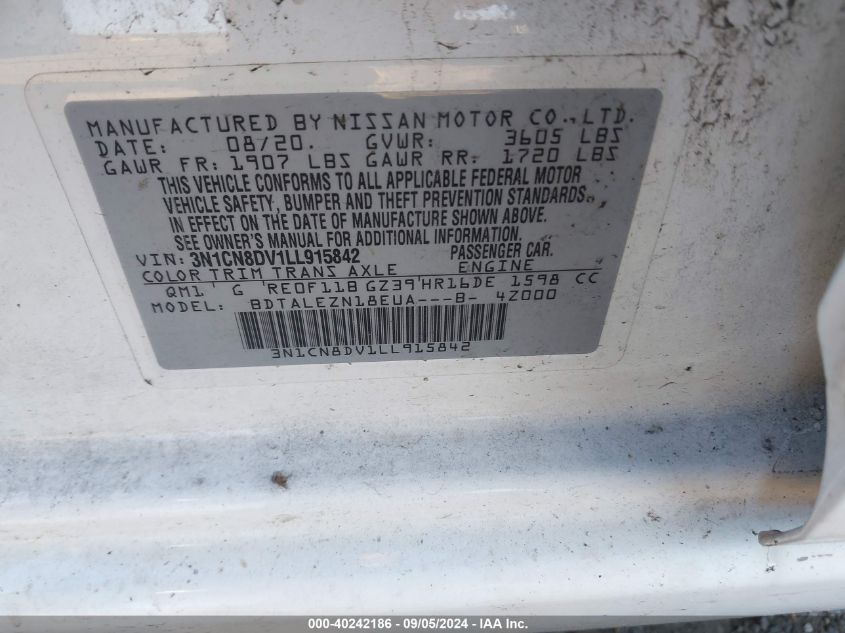 MANUFACTURED BY NISSAN MOTOR CO., LTD.
DATE: 08/20. GVWR: 3605 LBS
GAWR FR: 1907 LBS GAWR RR: 1720 LBS
THIS VEHICLE CONFORMS TO ALL APPLICABLE FEDERAL MOTOR
VEHICLE SAFETY, BUMPER AND THEFT PREVENTION STANDARDS.
IN EFFECT ON THE DATE OF MANUFACTURE SHOWN ABOVE.
SEE OWNER'S MANUAL FOR ADDITIONAL INFORMATION.
VIN: 3N1CN8DV1LL915842 PASSENGER CAR.
COLOR TRIM TRANS AXLE ENGINE
QM1' G 'RE0F11B GZ39'HR16DE 1598 CC
MODEL: BDTALEZN18EUA---B- 4Z000
3N1CN8DV1LL915842
000-40242186 - 09/05/2024 - IAAI.com